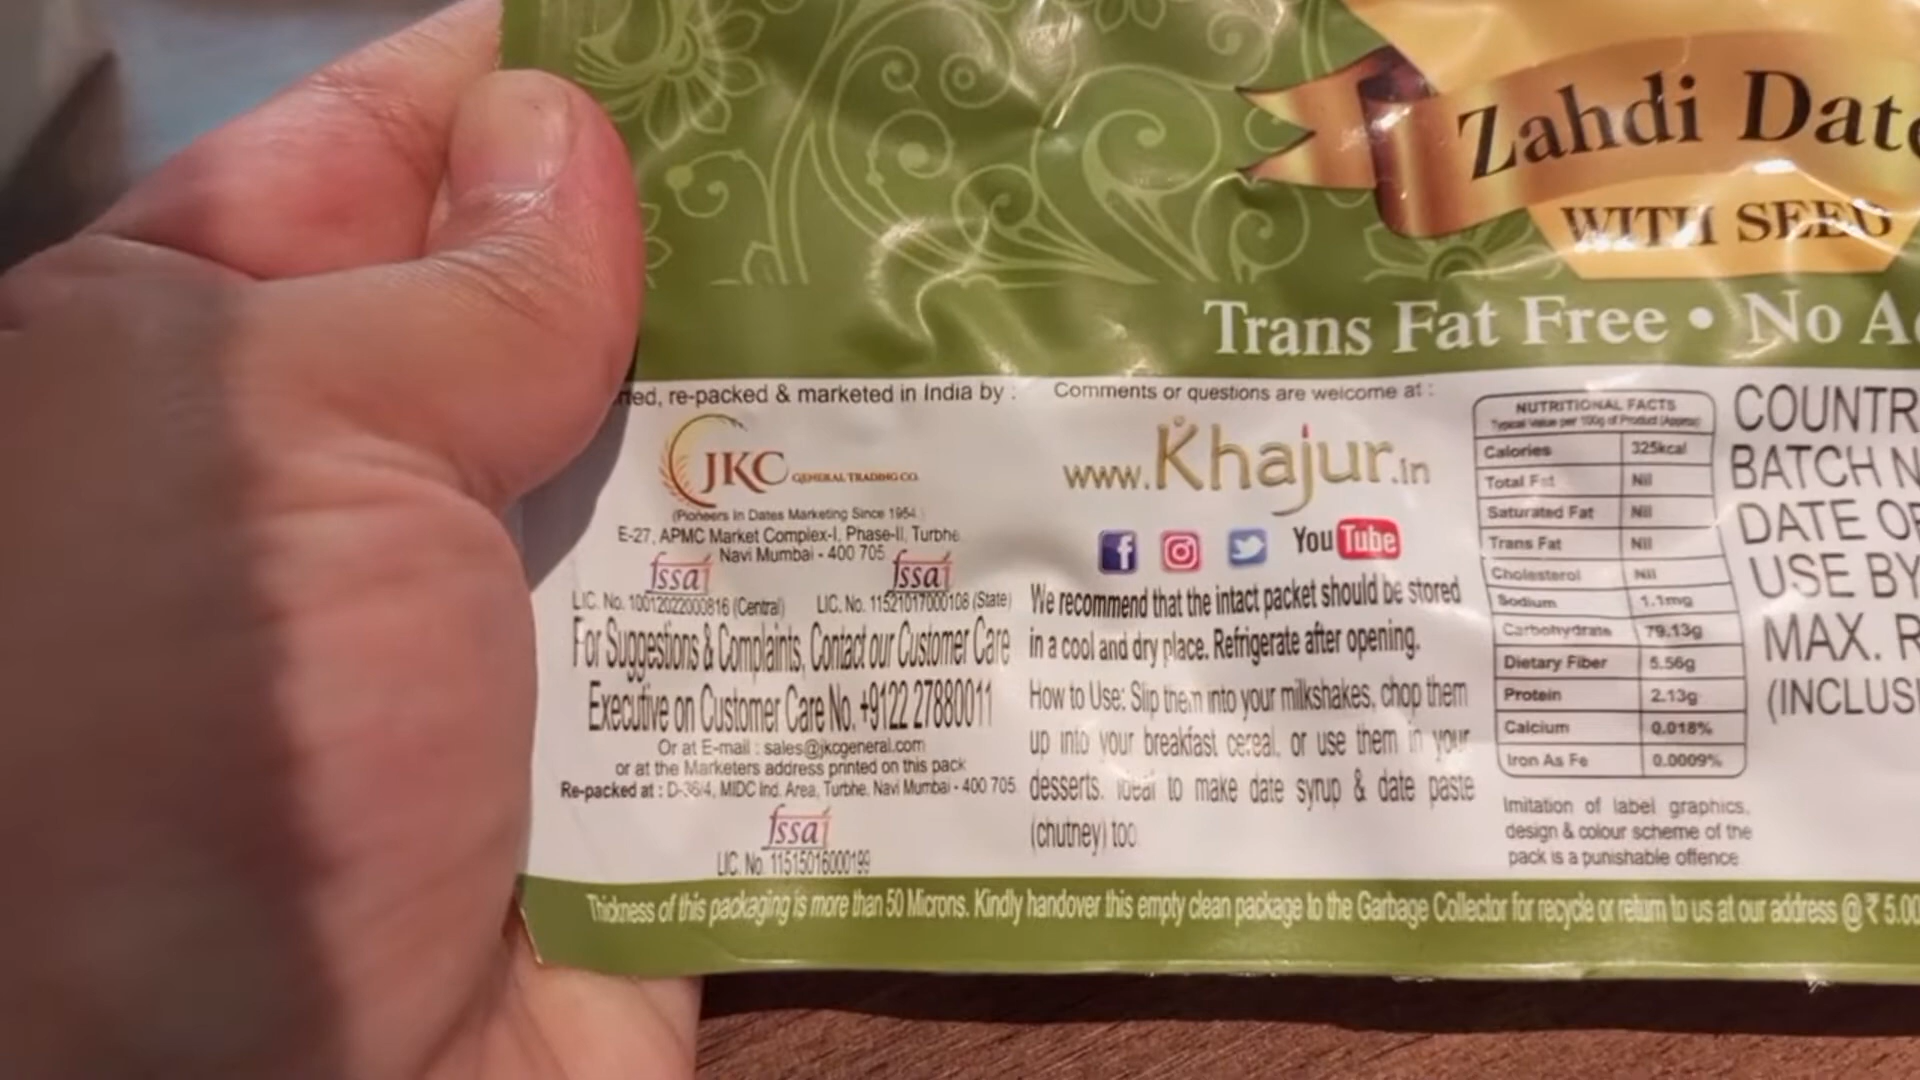 Zahdi Dat
WITH SEED
Trans Fat Free • No A
re-packed & marketed in India by :
JKC GENERAL TRADING CO.
(Pioneers In Dates Marketing Since 1954
E-27, APMC Market Complex-I, Phase-II, Turbhe
Navi Mumbai - 400 705
fssai fssai
LIC. No. 10012022000816 (Central) LIC. No. 11521017000108 (State)
For Suggestions & Complaints, Contact our Customer Care
Executive on Customer Care No. +9122 27880011
Or at E-mail : sales@jkcgeneral.com
or at the Marketers address printed on this pack
Re-packed at : D-36/4, MIDC Ind. Area, Turbhe, Navi Mumbai - 400 705
fssai
LIC. No. 11515016000199
Comments or questions are welcome at :
www.Khajur.in
You Tube
We recommend that the intact packet should be stored
in a cool and dry place. Refrigerate after opening.
How to Use: Slip them into your milkshakes, chop them
up into your breakfast cereal, or use them in your
desserts. Ideal to make date syrup & date paste
(chutney) too
NUTRITIONAL FACTS
Typical Value per 100g of Product (Approx)
Calories 325kcal
Total Fat Nil
Saturated Fat Nil
Trans Fat Nil
Cholesterol Nil
Sodium 1.1mg
Carbohydrate 79.13g
Dietary Fiber 5.56g
Protein 2.13g
Calcium 0.018%
Iron As Fe 0.0009%
Imitation of label graphics,
design & colour scheme of the
pack is a punishable offence
COUNTR
BATCH N
DATE OF
USE BY
MAX. R
(INCLUSI
Thickness of this packaging is more than 50 Microns. Kindly handover this empty clean package to the Garbage Collector for recycle or return to us at our address @ ₹ 5.00